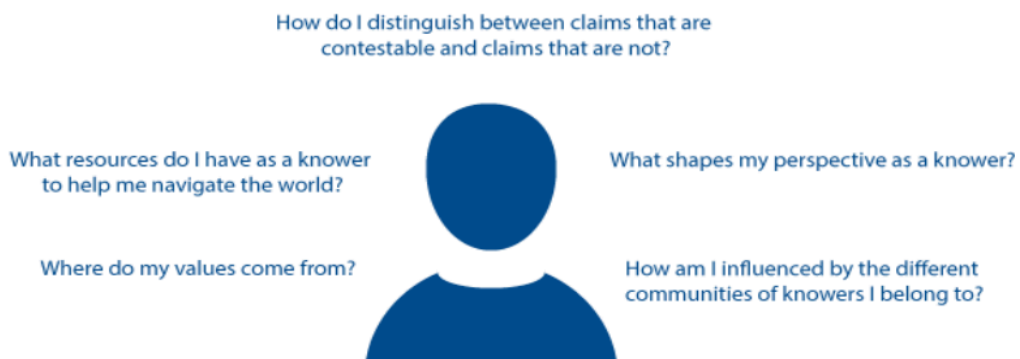 How do I distinguish between claims that are
contestable and claims that are not?
What resources do I have as a knower
to help me navigate the world?
What shapes my perspective as a knower?
Where do my values come from?
How am I influenced by the different
communities of knowers I belong to?